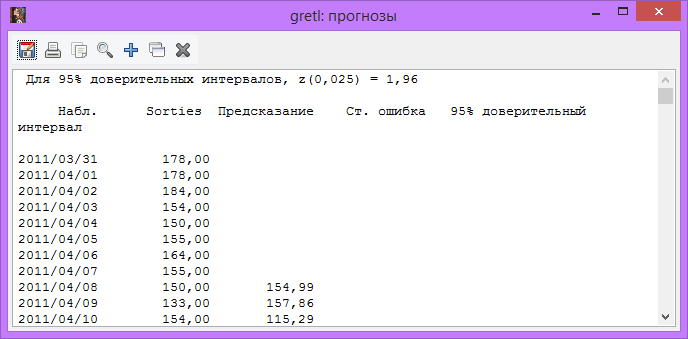 gretl: прогнозы
Для 95% доверительных интервалов, z(0,025) = 1,96
Набл. Sorties Предсказание Ст. ошибка 95% доверительный
интервал
2011/03/31 178,00
2011/04/01 178,00
2011/04/02 184,00
2011/04/03 154,00
2011/04/04 150,00
2011/04/05 155,00
2011/04/06 164,00
2011/04/07 155,00
2011/04/08 150,00 154,99
2011/04/09 133,00 157,86
2011/04/10 154,00 115,29